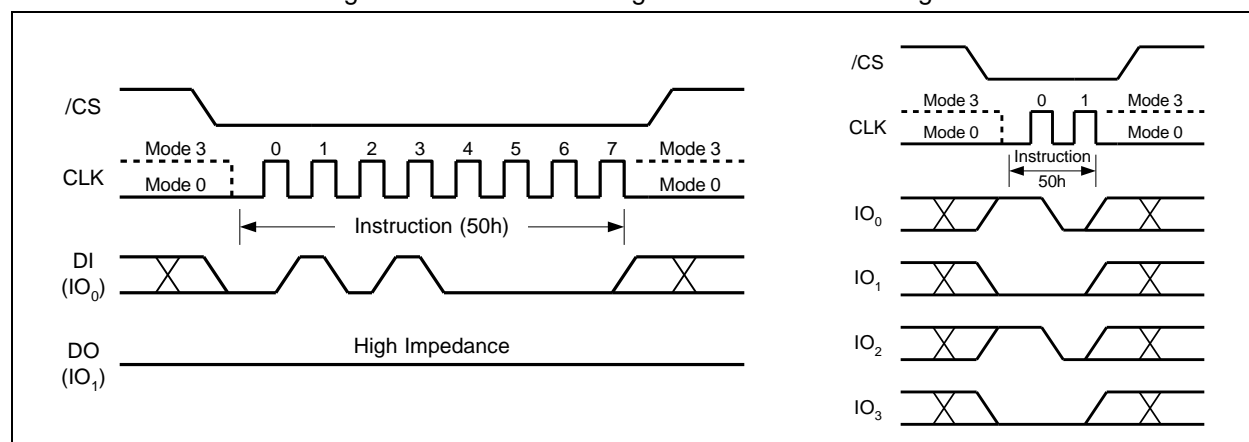 /CS
Mode 3 0 1 2 3 4 5 6 7 Mode 3
CLK Mode 0 Mode 0
Instruction (50h)
DI
(IO0)
High Impedance
DO
(IO1)
/CS
Mode 3 0 1 Mode 3
CLK Mode 0 Mode 0
Instruction
50h
IO0
IO1
IO2
IO3